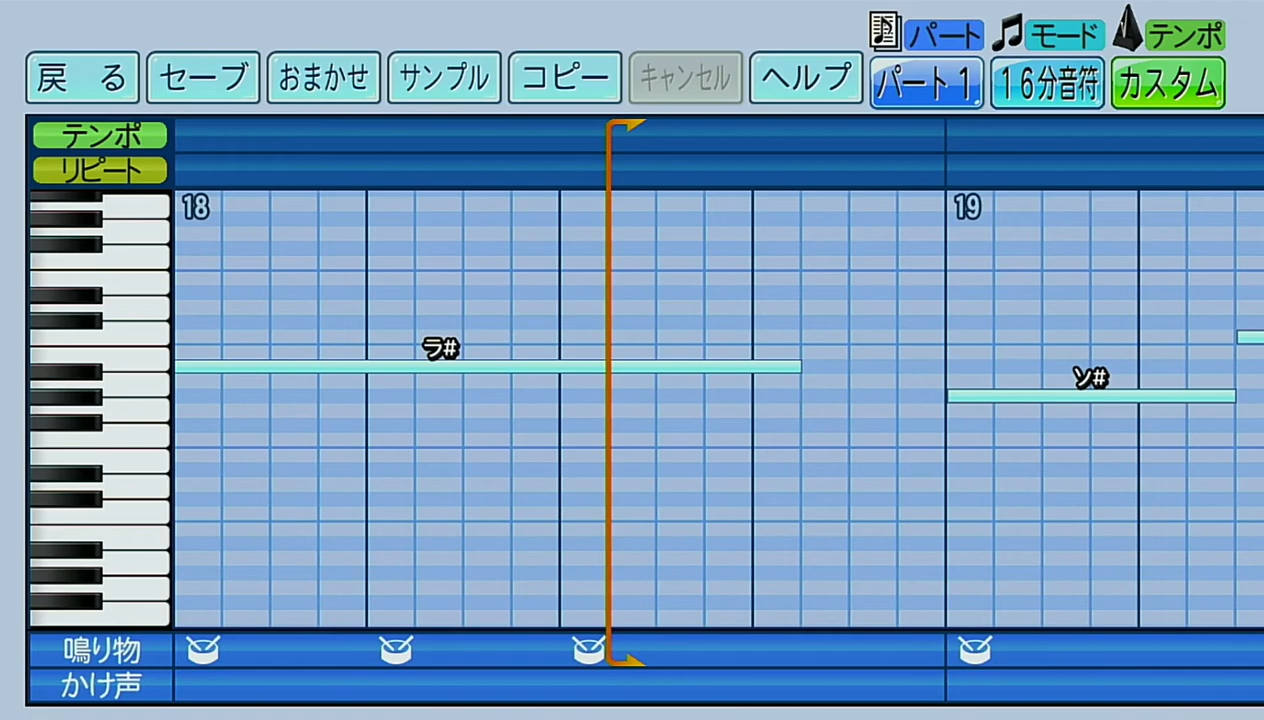 パート モード テンポ
戻る セーブ おまかせ サンプル コピー キャンセル ヘルプ パート1 16分音符 カスタム
テンポ
リピート
18 19
ラ#
ソ#
鳴り物
かけ声